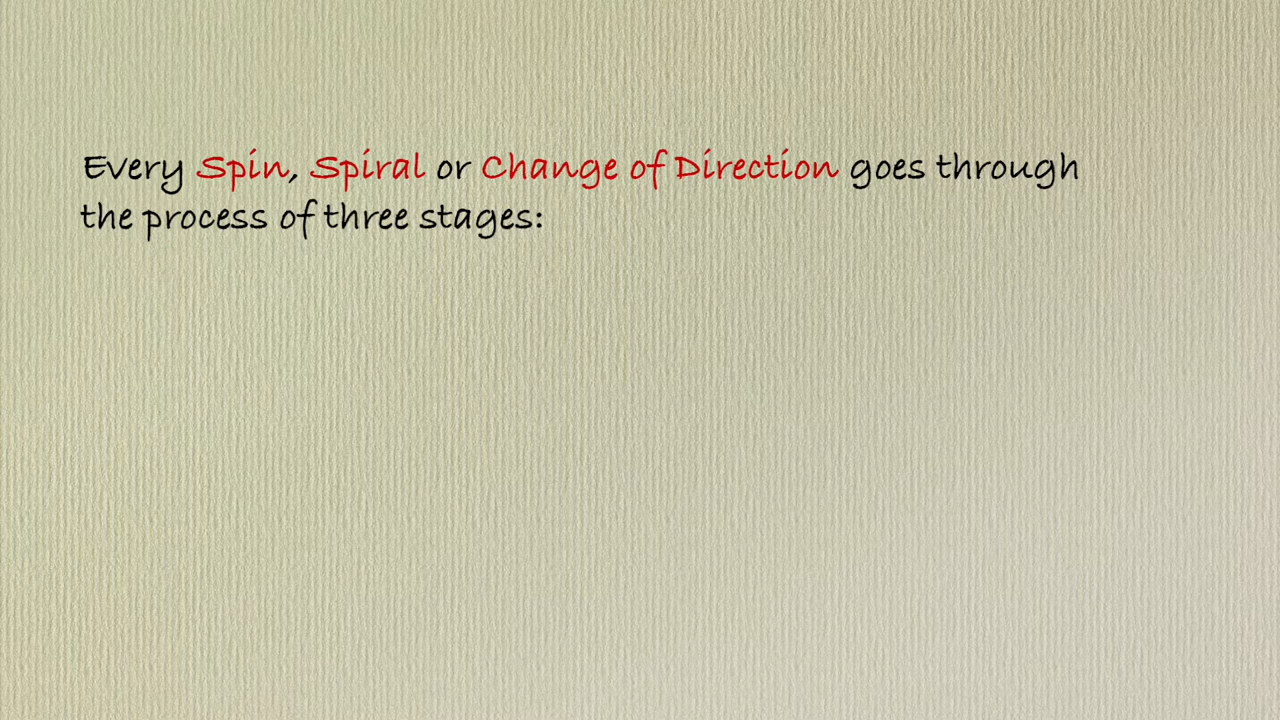 Every Spin, Spiral or Change of Direction goes through
the process of three stages: